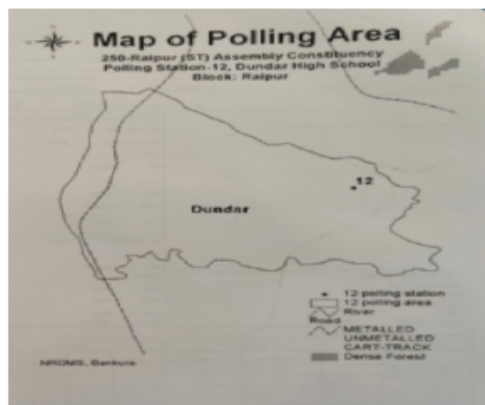 Map of Polling Area
250-Raipur (ST) Assembly Constituency
Polling Station-12, Dundar High School
Block: Raipur
12
Dundar
12 polling station
12 polling area
River
Road
METALLED
UNMETALLED
CART-TRACK
Dense Forest
NRDMS, Bankura